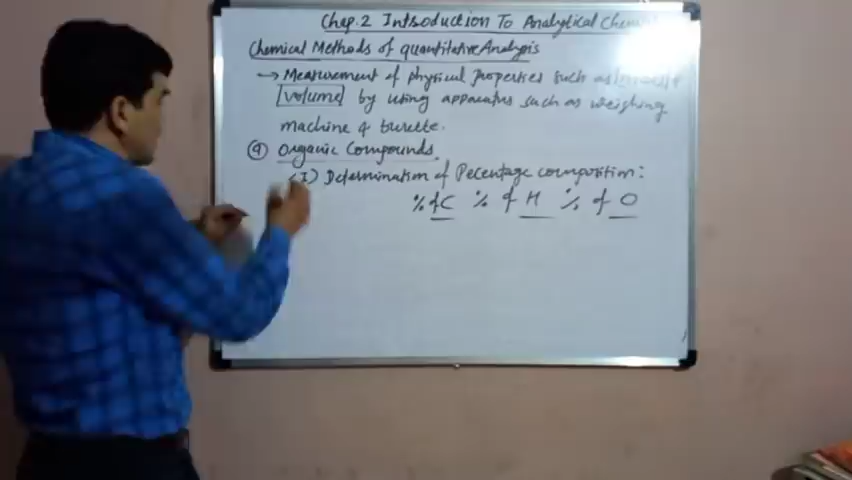 Chap.2 Introduction To Analytical Chem
Chemical Methods of quantitative Analysis
→ Measurement of physical properties such as
volume by using apparatus such as weighing
machine & burette.
a Organic Compounds.
(I) Determination of Pecentage composition:
% of C % of H % of O